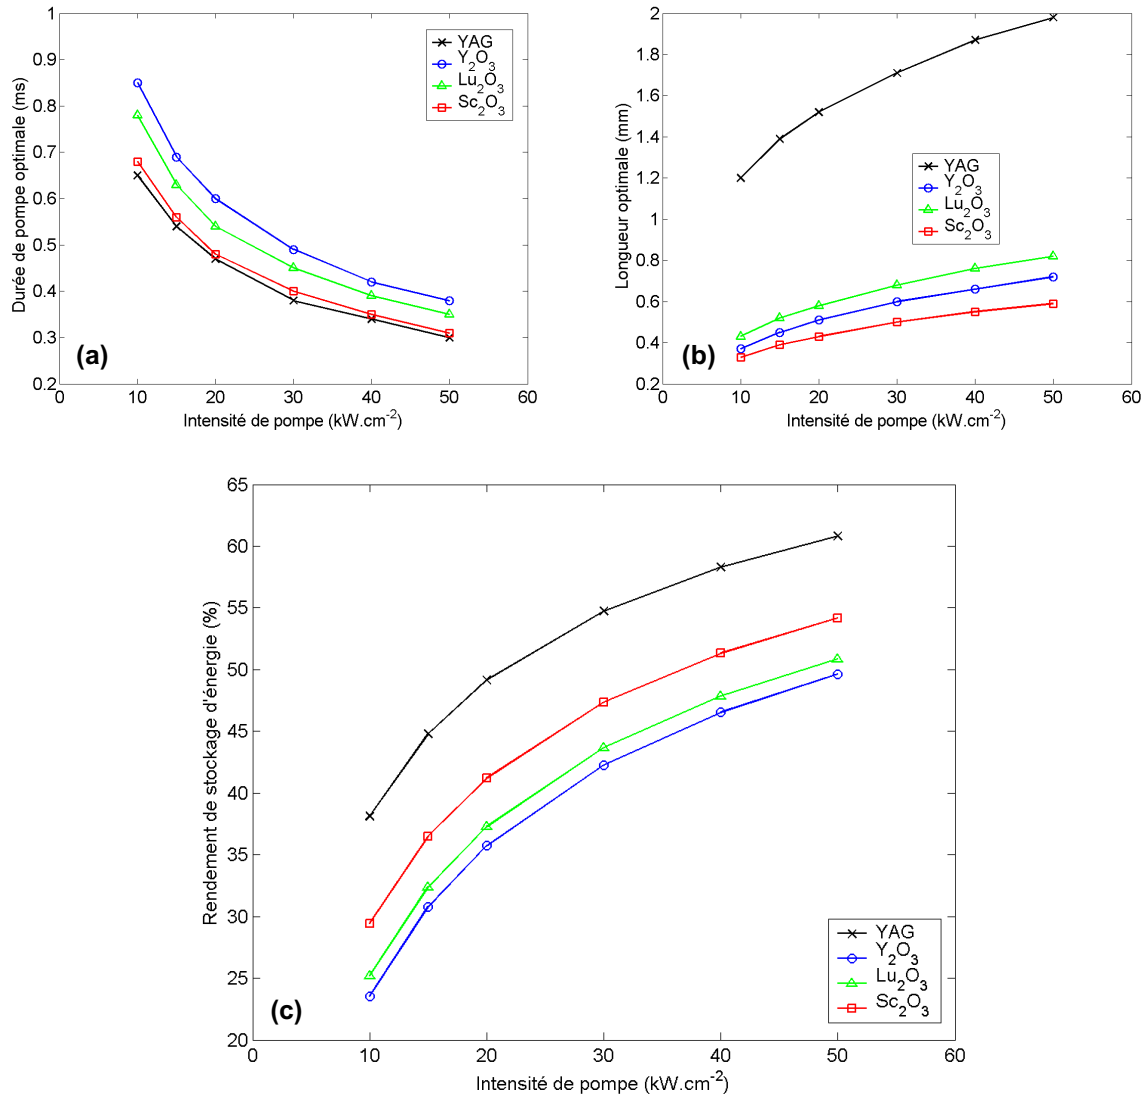 1
0.9
0.8
0.7
0.6
0.5
0.4
0.3
0.2
0 10 20 30 40 50 60
Durée de pompe optimale (ms)
Intensité de pompe (kW.cm-2)
YAG
Y2O3
Lu2O3
Sc2O3
(a)
2
1.8
1.6
1.4
1.2
1
0.8
0.6
0.4
0.2
0 10 20 30 40 50 60
Longueur optimale (mm)
Intensité de pompe (kW.cm-2)
YAG
Y2O3
Lu2O3
Sc2O3
(b)
65
60
55
50
45
40
35
30
25
20
0 10 20 30 40 50 60
Rendement de stockage d'énergie (%)
Intensité de pompe (kW.cm-2)
YAG
Y2O3
Lu2O3
Sc2O3
(c)